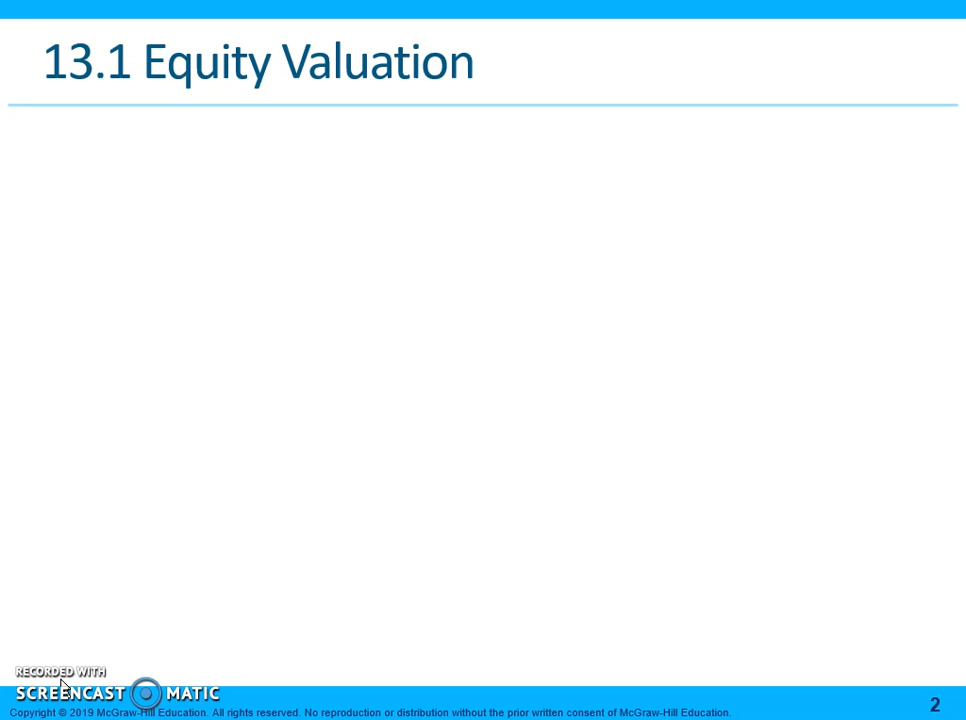 13.1 Equity Valuation
RECORDED WITH
SCREENCAST MATIC
Copyright © 2019 McGraw-Hill Education. All rights reserved. No reproduction or distribution without the prior written consent of McGraw-Hill Education.
2